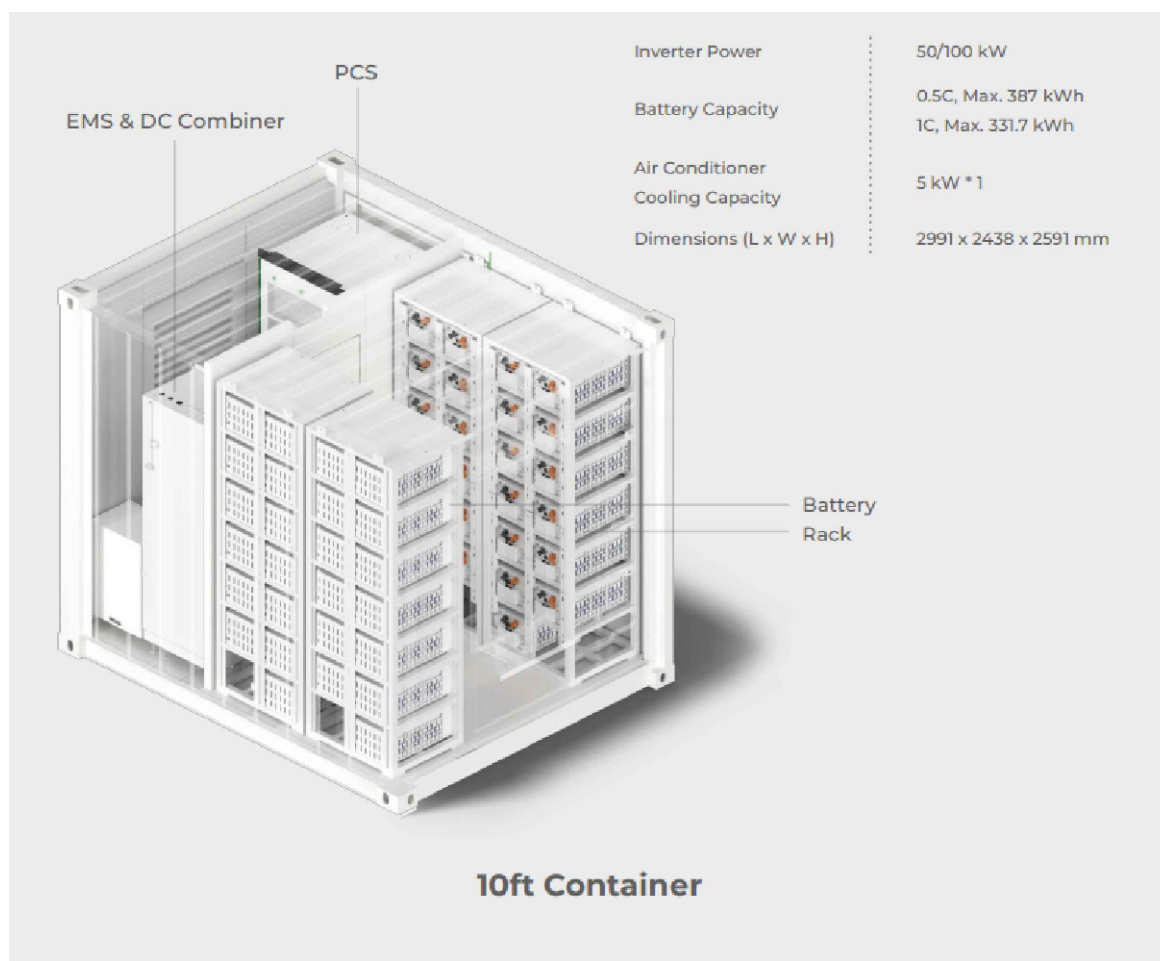 PCS
EMS & DC Combiner
Inverter Power
50/100 kW
Battery Capacity
0.5C, Max. 387 kWh
1C, Max. 331.7 kWh
Air Conditioner
Cooling Capacity
5 kW * 1
Dimensions (L x W x H)
2991 x 2438 x 2591 mm
Battery
Rack
10ft Container